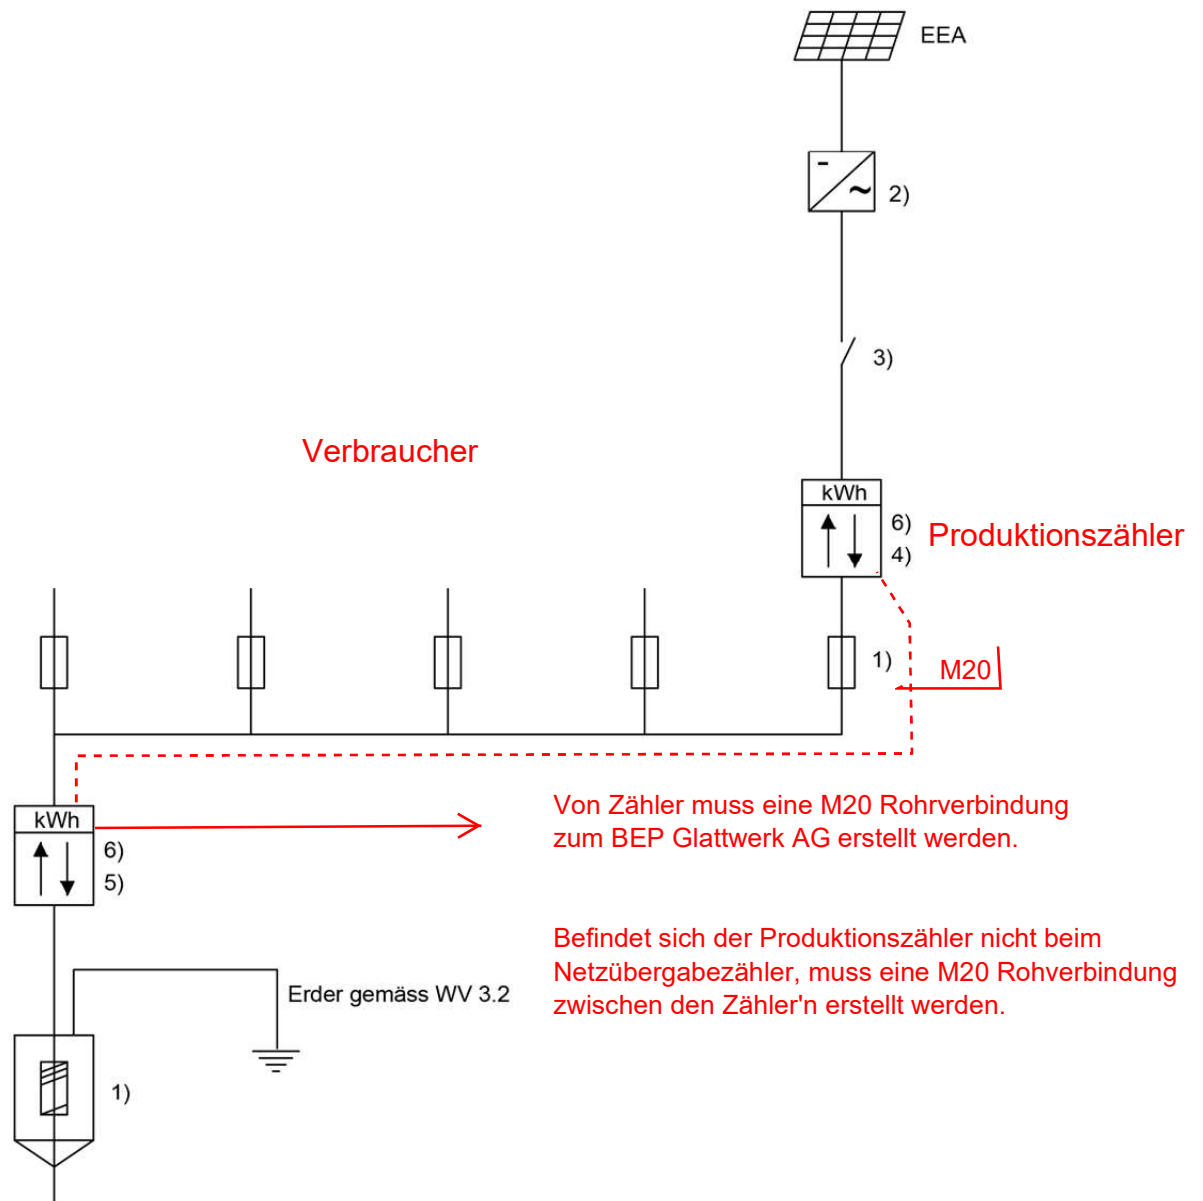 EEA
2)
3)
Verbraucher
kWh
6)
4)
Produktionszähler
1)
M20
kWh
6)
5)
Von Zähler muss eine M20 Rohrverbindung
zum BEP Glattwerk AG erstellt werden.
Befindet sich der Produktionszähler nicht beim
Netzübergabezähler, muss eine M20 Rohverbindung
zwischen den Zähler'n erstellt werden.
Erder gemäss WV 3.2
1)